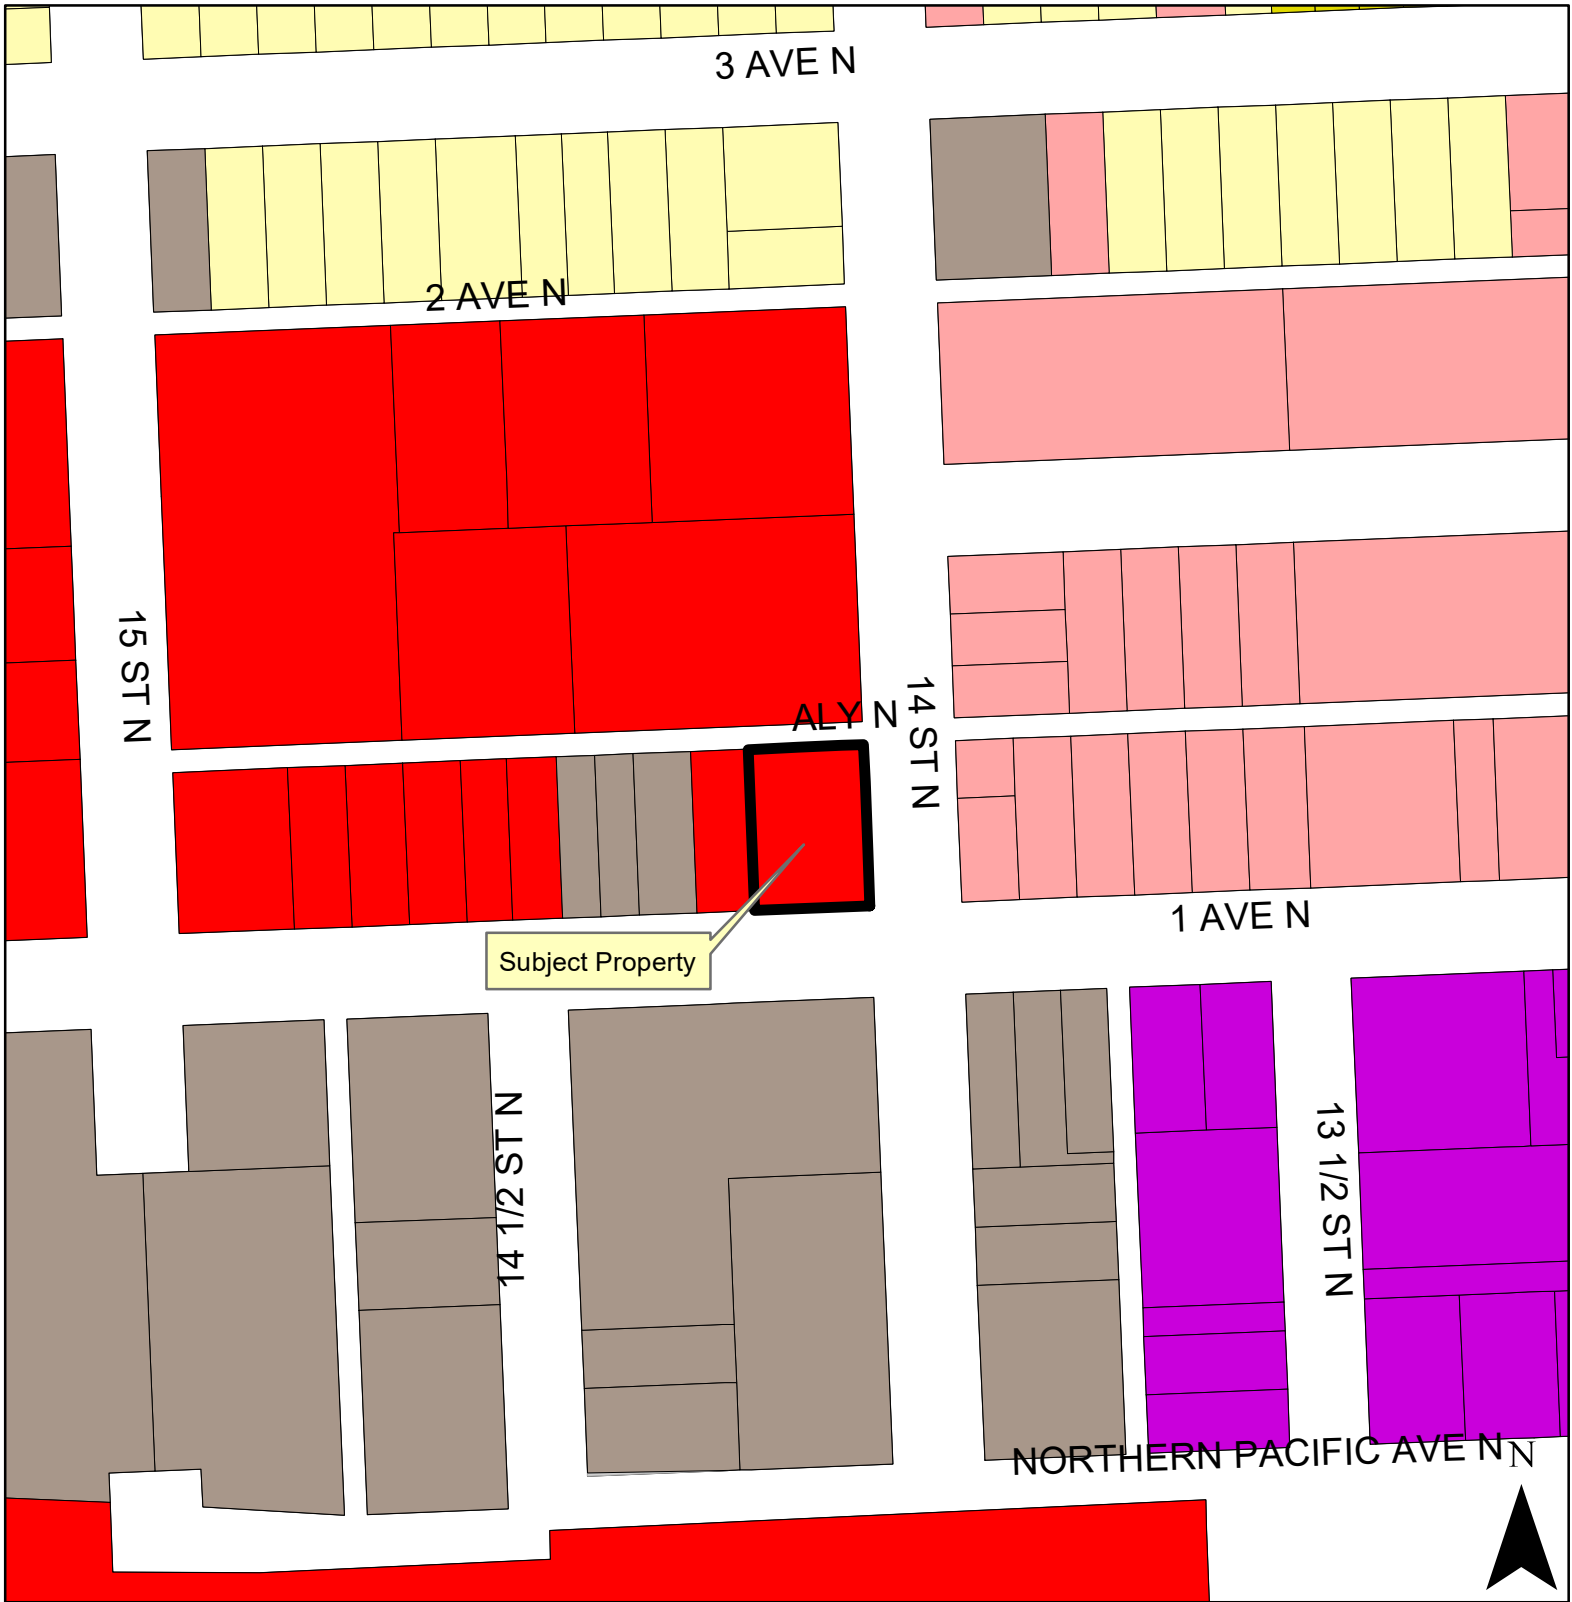 3 AVE N
2 AVE N
15 ST N
ALY N
14 ST N
1 AVE N
Subject Property
14 1/2 ST N
13 1/2 ST N
NORTHERN PACIFIC AVE N
N